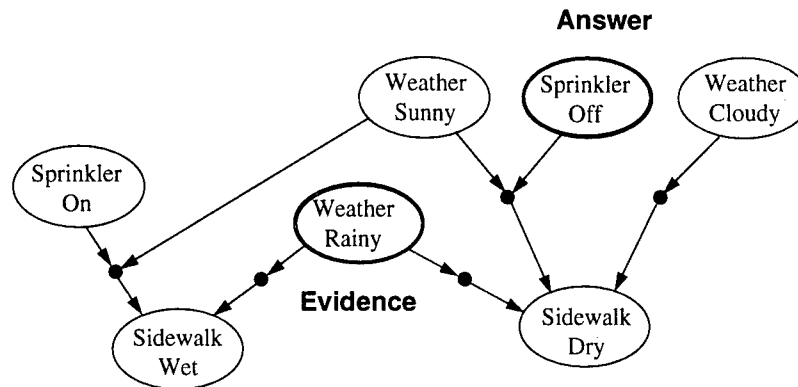 Answer
Weather
Sunny
Sprinkler
Off
Weather
Cloudy
Sprinkler
On
Weather
Rainy
Evidence
Sidewalk
Wet
Sidewalk
Dry